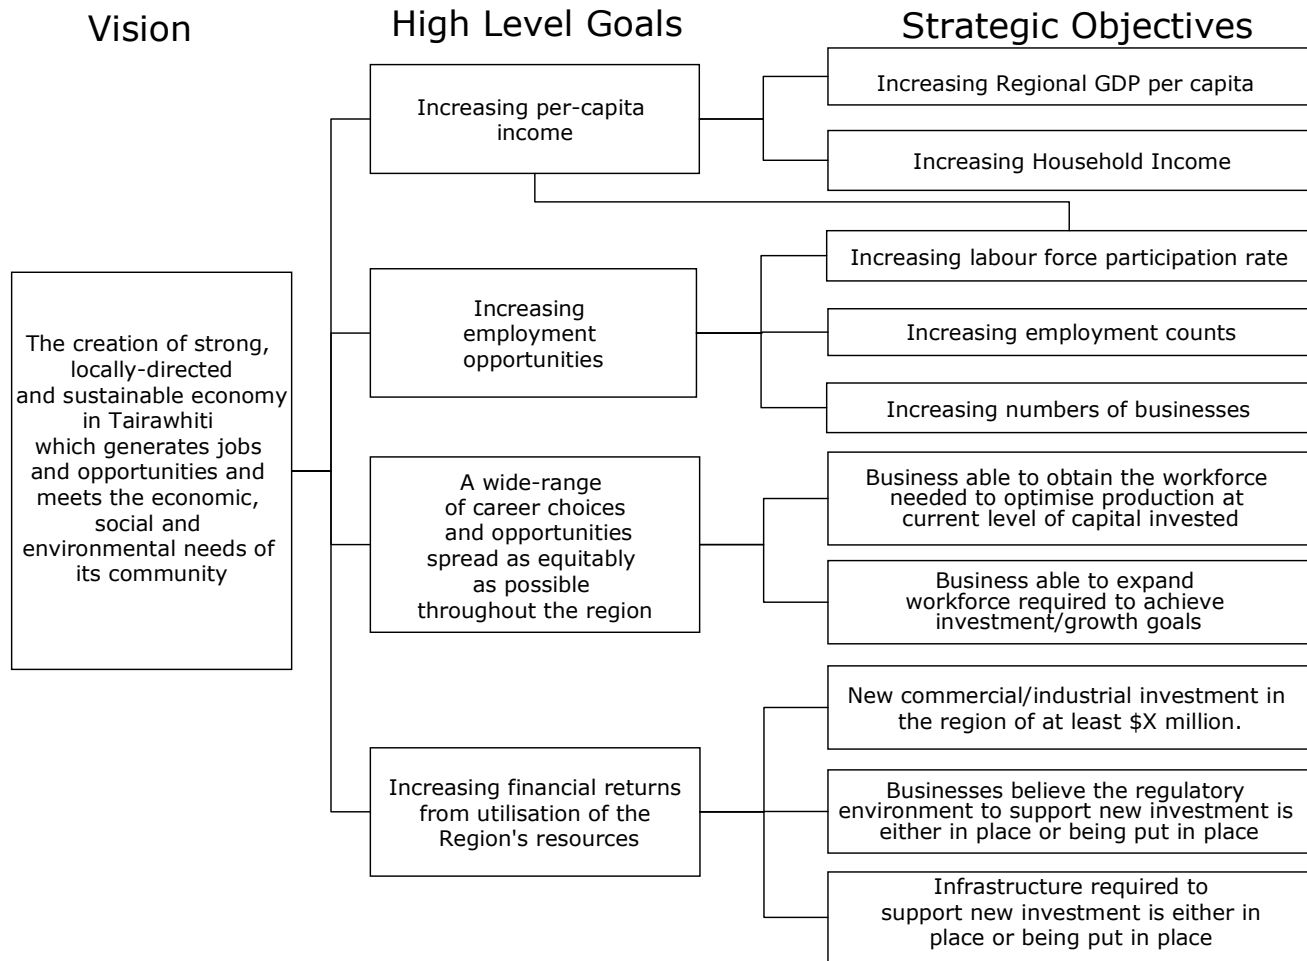 Vision
High Level Goals
Strategic Objectives
The creation of strong,
locally-directed
and sustainable economy
in Tairawhiti
which generates jobs
and opportunities and
meets the economic,
social and
environmental needs of
its community
Increasing per-capita
income
Increasing Regional GDP per capita
Increasing Household Income
Increasing
employment
opportunities
Increasing labour force participation rate
Increasing employment counts
Increasing numbers of businesses
A wide-range
of career choices
and opportunities
spread as equitably
as possible
throughout the region
Business able to obtain the workforce
needed to optimise production at
current level of capital invested
Business able to expand
workforce required to achieve
investment/growth goals
Increasing financial returns
from utilisation of the
Region's resources
New commercial/industrial investment in
the region of at least $X million.
Businesses believe the regulatory
environment to support new investment is
either in place or being put in place
Infrastructure required to
support new investment is either in
place or being put in place